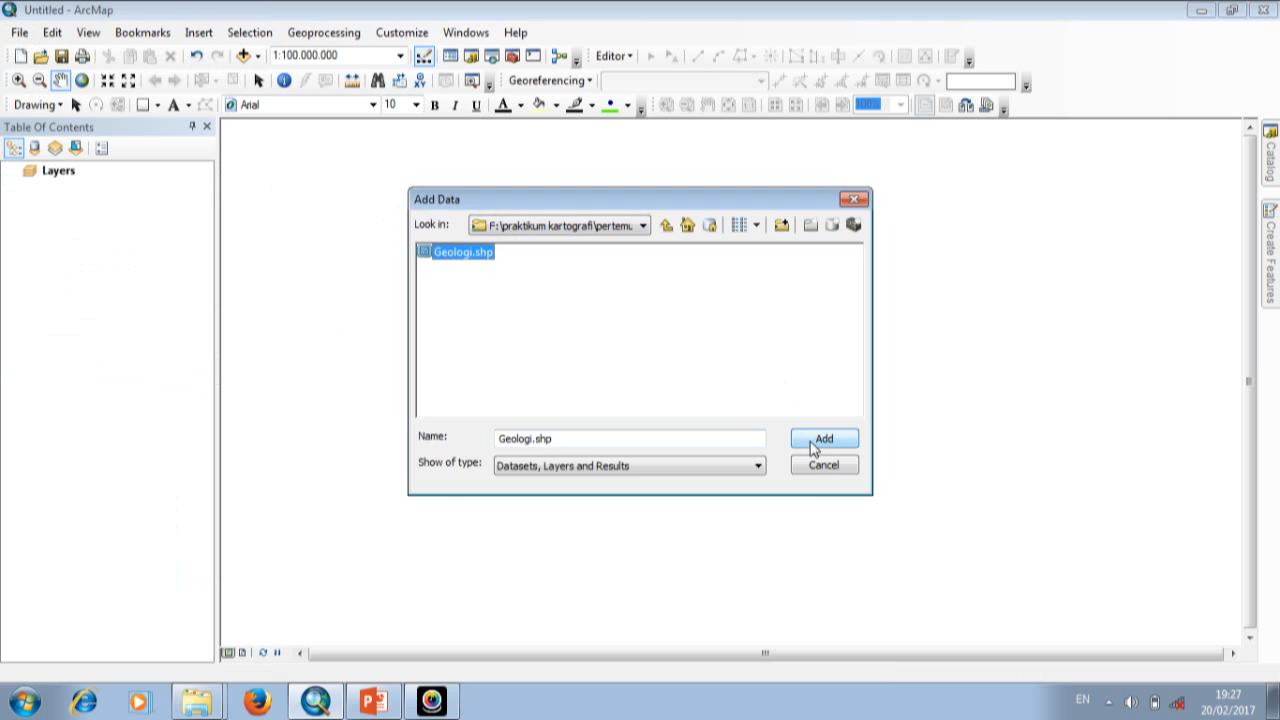 Untitled - ArcMap
File Edit View Bookmarks Insert Selection Geoprocessing Customize Windows Help
1:100.000.000 Editor
Georeferencing
Drawing Arial 10 B I U A 100%
Table Of Contents
Layers
Add Data
Look in: F:\praktikum kartografi\pertemu
Geologi.shp
Name: Geologi.shp Add
Show of type: Datasets, Layers and Results Cancel
Catalog
Create Features
EN 19:27
20/02/2017